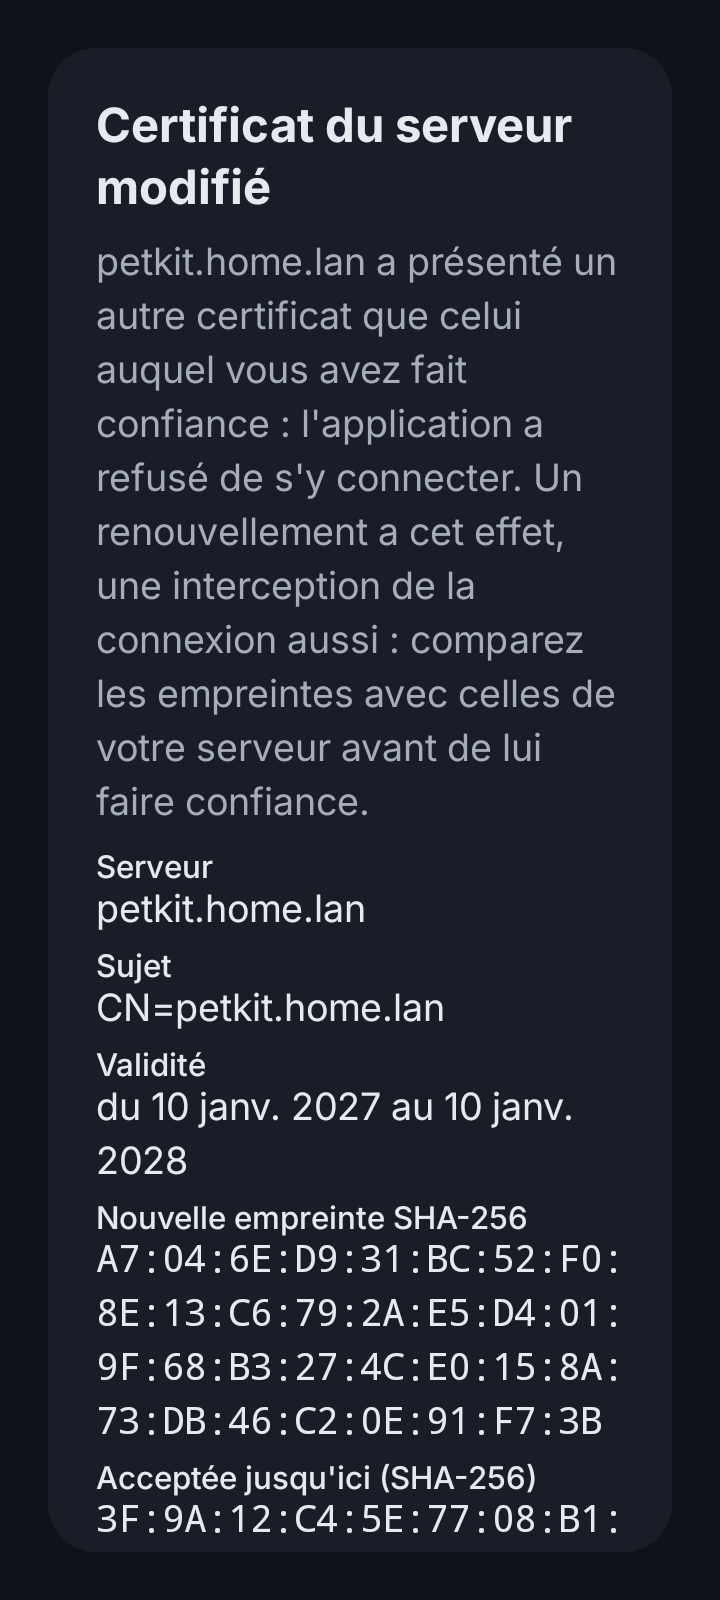 Certificat du serveur
modifié
petkit.home.lan a présenté un
autre certificat que celui
auquel vous avez fait
confiance : l'application a
refusé de s'y connecter. Un
renouvellement a cet effet,
une interception de la
connexion aussi : comparez
les empreintes avec celles de
votre serveur avant de lui
faire confiance.
Serveur
petkit.home.lan
Sujet
CN=petkit.home.lan
Validité
du 10 janv. 2027 au 10 janv.
2028
Nouvelle empreinte SHA-256
A7:04:6E:D9:31:BC:52:F0:
8E:13:C6:79:2A:E5:D4:01:
9F:68:B3:27:4C:E0:15:8A:
73:DB:46:C2:0E:91:F7:3B
Acceptée jusqu'ici (SHA-256)
3F:9A:12:C4:5E:77:08:B1: